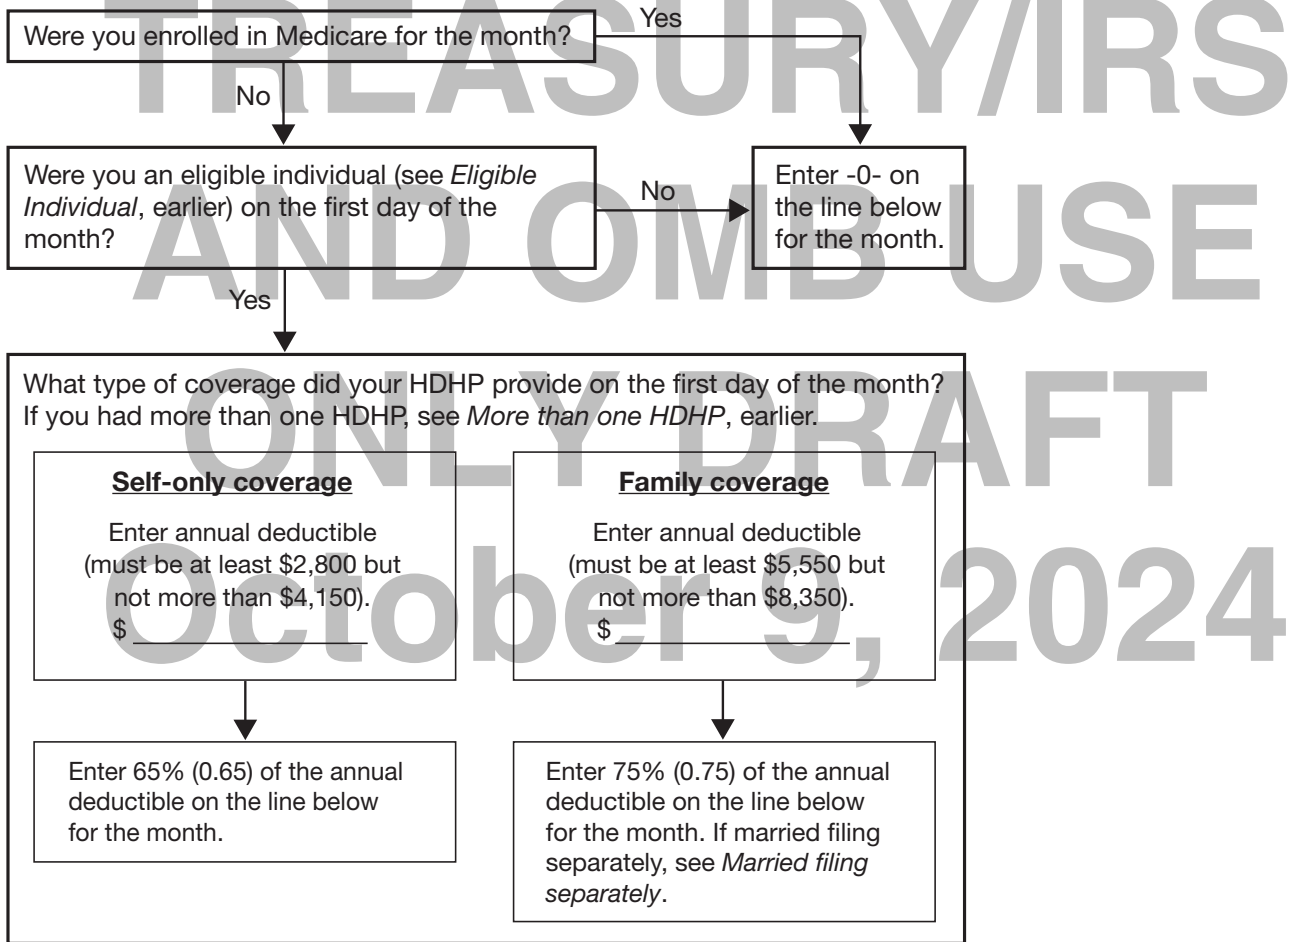 TREASURY/IRS
AND OMB USE
ONLY DRAFT
October 9, 2024
Were you enrolled in Medicare for the month?
Yes
No
Were you an eligible individual (see Eligible
Individual, earlier) on the first day of the
month?
No
Enter -0- on
the line below
for the month.
Yes
What type of coverage did your HDHP provide on the first day of the month?
If you had more than one HDHP, see More than one HDHP, earlier.
Self-only coverage
Enter annual deductible
(must be at least $2,800 but
not more than $4,150).
$
Family coverage
Enter annual deductible
(must be at least $5,550 but
not more than $8,350).
$
Enter 65% (0.65) of the annual
deductible on the line below
for the month.
Enter 75% (0.75) of the annual
deductible on the line below
for the month. If married filing
separately, see Married filing
separately.